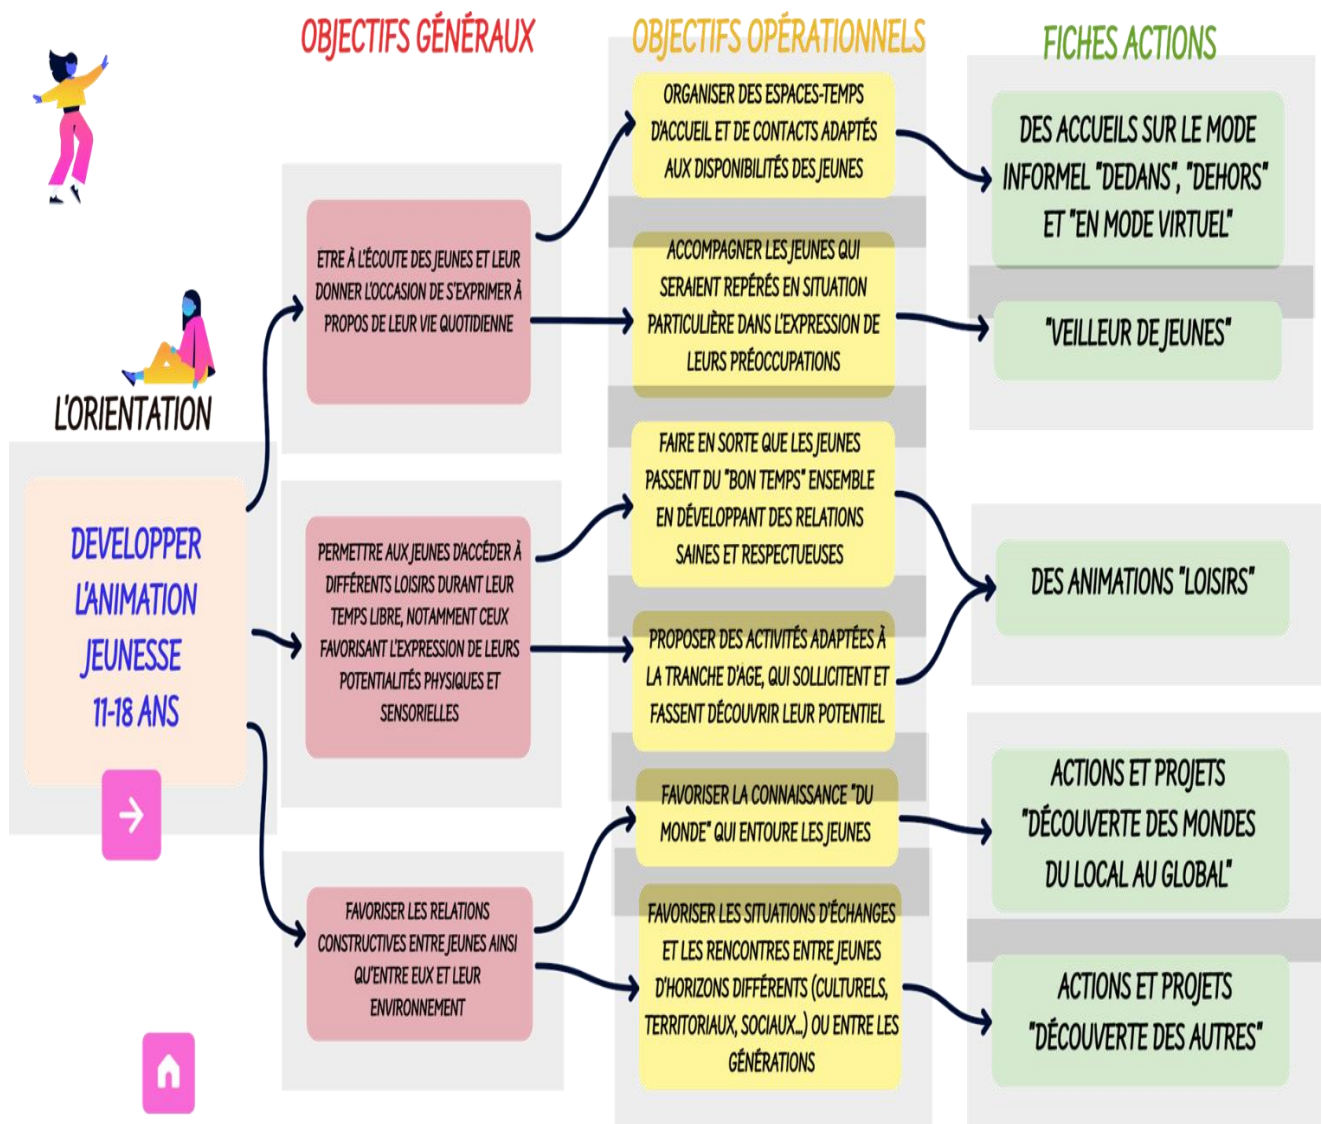 OBJECTIFS GÉNÉRAUX
OBJECTIFS OPÉRATIONNELS
FICHES ACTIONS
L'ORIENTATION
DEVELOPPER
L'ANIMATION
JEUNESSE
11-18 ANS
ETRE À L'ÉCOUTE DES JEUNES ET LEUR
DONNER L'OCCASION DE S'EXPRIMER À
PROPOS DE LEUR VIE QUOTIDIENNE
PERMETTRE AUX JEUNES D'ACCÉDER À
DIFFÉRENTS LOISIRS DURANT LEUR
TEMPS LIBRE, NOTAMMENT CEUX
FAVORISANT L'EXPRESSION DE LEURS
POTENTIALITÉS PHYSIQUES ET
SENSORIELLES
FAVORISER LES RELATIONS
CONSTRUCTIVES ENTRE JEUNES AINSI
QU'ENTRE EUX ET LEUR
ENVIRONNEMENT
ORGANISER DES ESPACES-TEMPS
D'ACCUEIL ET DE CONTACTS ADAPTÉS
AUX DISPONIBILITÉS DES JEUNES
ACCOMPAGNER LES JEUNES QUI
SERAIENT REPÉRÉS EN SITUATION
PARTICULIÈRE DANS L'EXPRESSION DE
LEURS PRÉOCCUPATIONS
FAIRE EN SORTE QUE LES JEUNES
PASSENT DU "BON TEMPS" ENSEMBLE
EN DÉVELOPPANT DES RELATIONS
SAINES ET RESPECTUEUSES
PROPOSER DES ACTIVITÉS ADAPTÉES À
LA TRANCHE D'ÂGE, QUI SOLLICITENT ET
FASSENT DÉCOUVRIR LEUR POTENTIEL
FAVORISER LA CONNAISSANCE "DU
MONDE" QUI ENTOURE LES JEUNES
FAVORISER LES SITUATIONS D'ÉCHANGES
ET LES RENCONTRES ENTRE JEUNES
D'HORIZONS DIFFÉRENTS (CULTURELS,
TERRITORIAUX, SOCIAUX...) OU ENTRE LES
GÉNÉRATIONS
DES ACCUEILS SUR LE MODE
INFORMEL "DEDANS", "DEHORS"
ET "EN MODE VIRTUEL"
"VEILLEUR DE JEUNES"
DES ANIMATIONS "LOISIRS"
ACTIONS ET PROJETS
"DÉCOUVERTE DES MONDES
DU LOCAL AU GLOBAL"
ACTIONS ET PROJETS
"DÉCOUVERTE DES AUTRES"